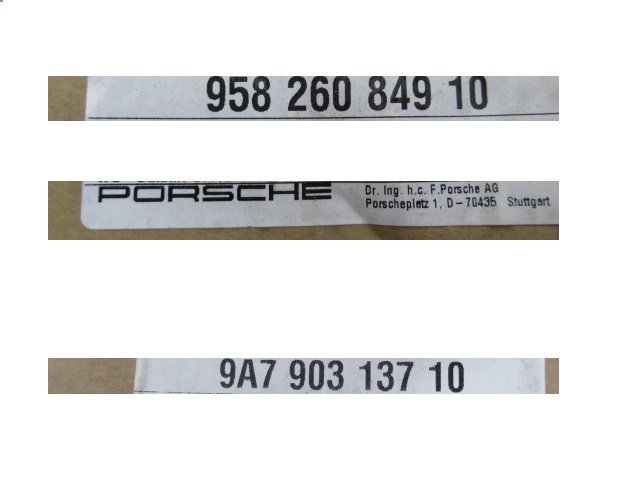 958 260 849 10
PORSCHE
Dr. Ing. h.c. F.Porsche AG
Porscheplatz 1, D-70435 Stuttgart
9A7 903 137 10